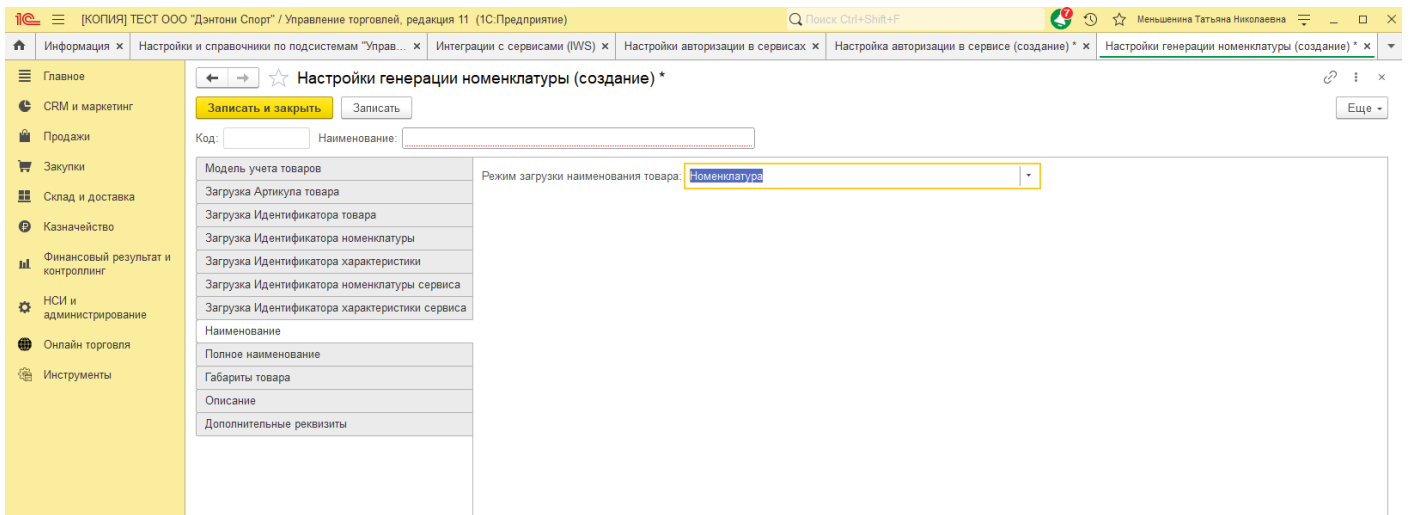 1С [КОПИЯ] ТЕСТ ООО "Дэнтони Спорт" / Управление торговлей, редакция 11 (1С:Предприятие) Поиск Ctrl+Shift+F 7 Меньшенина Татьяна Николаевна
Информация × Настройки и справочники по подсистемам "Управ... × Интеграции с сервисами (IWS) × Настройки авторизации в сервисах × Настройка авторизации в сервисе (создание) * × Настройки генерации номенклатуры (создание) * ×
Главное
CRM и маркетинг
Продажи
Закупки
Склад и доставка
Казначейство
Финансовый результат и
контроллинг
НСИ и
администрирование
Онлайн торговля
Инструменты
Настройки генерации номенклатуры (создание) *
Записать и закрыть Записать Еще
Код: Наименование:
Модель учета товаров
Загрузка Артикула товара
Загрузка Идентификатора товара
Загрузка Идентификатора номенклатуры
Загрузка Идентификатора характеристики
Загрузка Идентификатора номенклатуры сервиса
Загрузка Идентификатора характеристики сервиса
Наименование
Полное наименование
Габариты товара
Описание
Дополнительные реквизиты
Режим загрузки наименования товара: Номенклатура